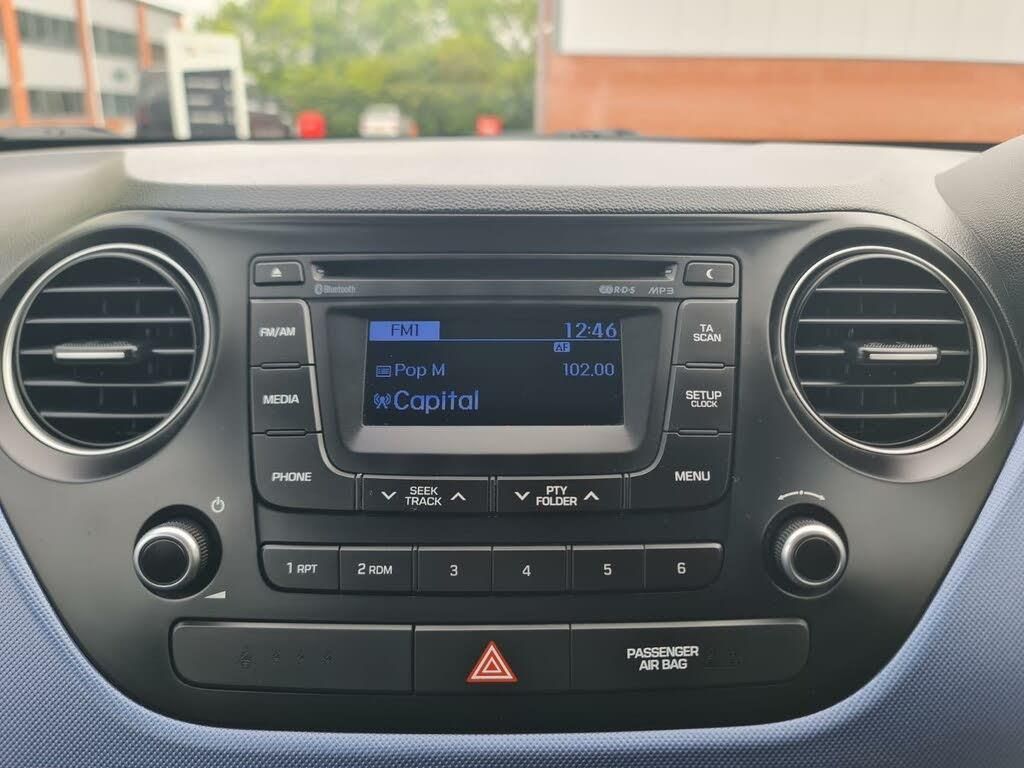 Bluetooth R·D·S MP3
FM/AM
MEDIA
PHONE
FM1 12:46
AF
Pop M 102.00
Capital
TA
SCAN
SETUP
CLOCK
MENU
SEEK
TRACK
PTY
FOLDER
1 RPT 2 RDM 3 4 5 6
PASSENGER
AIR BAG